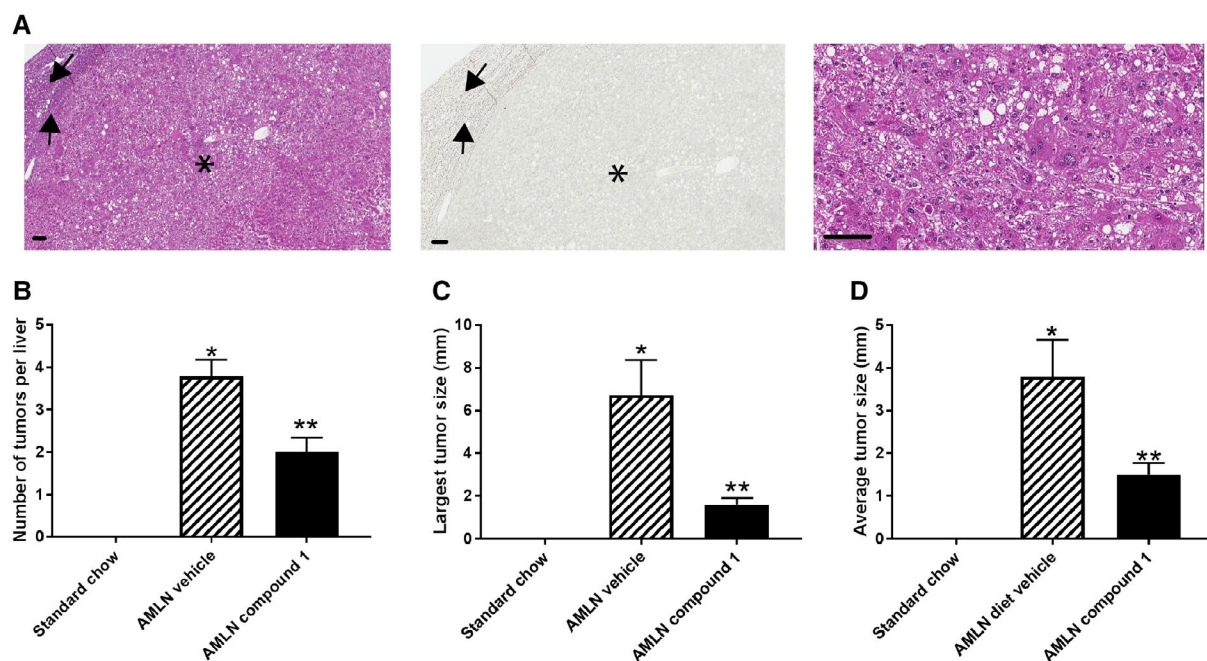 A
*
*
B
Number of tumors per liver
5
4
3
2
1
0
*
**
Standard chow
AMLN vehicle
AMLN compound 1
C
Largest tumor size (mm)
10
8
6
4
2
0
*
**
Standard chow
AMLN vehicle
AMLN compound 1
D
Average tumor size (mm)
5
4
3
2
1
0
*
**
Standard chow
AMLN diet vehicle
AMLN compound 1